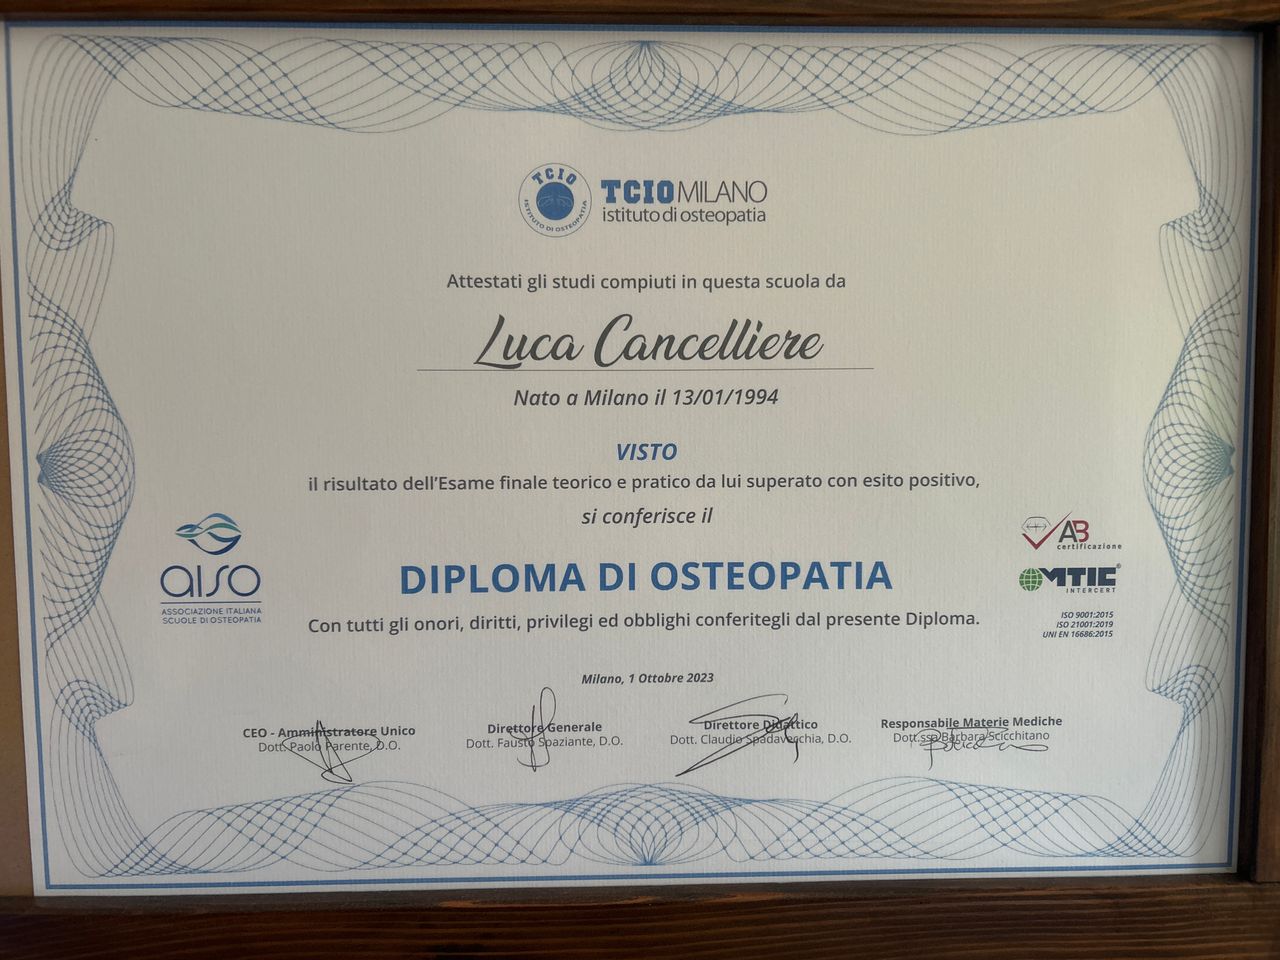 TCIO
ISTITUTO DI OSTEOPATIA
TCIO MILANO
istituto di osteopatia
Attestati gli studi compiuti in questa scuola da
Luca Cancelliere
Nato a Milano il 13/01/1994
VISTO
il risultato dell'Esame finale teorico e pratico da lui superato con esito positivo,
si conferisce il
DIPLOMA DI OSTEOPATIA
Con tutti gli onori, diritti, privilegi ed obblighi conferitegli dal presente Diploma.
AISO
ASSOCIAZIONE ITALIANA
SCUOLE DI OSTEOPATIA
AB
certificazione
MTIC®
INTERCERT
ISO 9001:2015
ISO 21001:2019
UNI EN 16686:2015
Milano, 1 Ottobre 2023
CEO - Amministratore Unico
Dott. Paolo Parente, D.O.
Direttore Generale
Dott. Fausto Spaziante, D.O.
Direttore Didattico
Dott. Claudio Spadavecchia, D.O.
Responsabile Materie Mediche
Dott.ssa Barbara Scicchitano